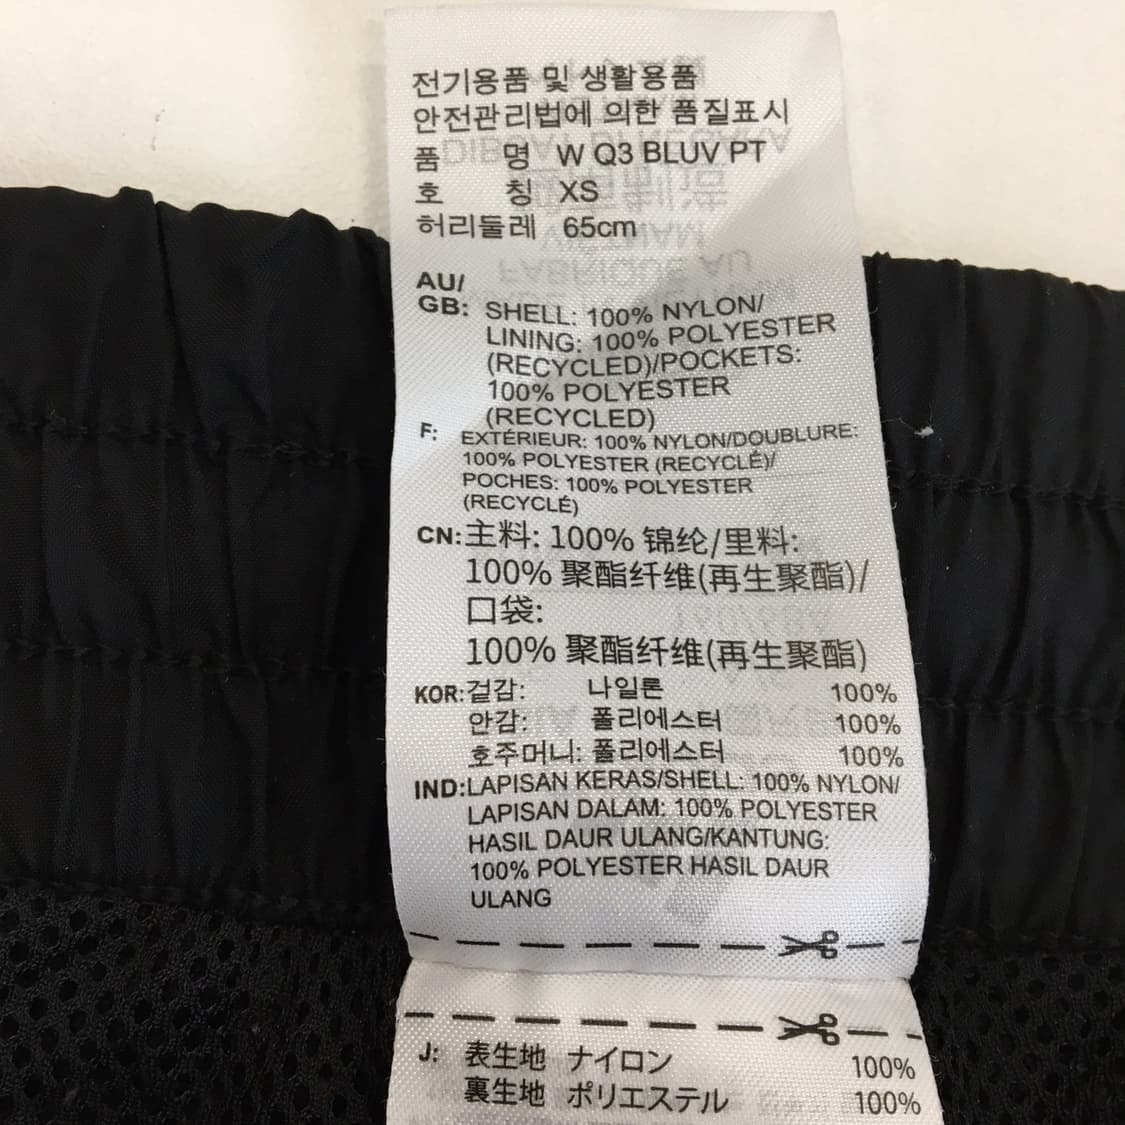 전기용품 및 생활용품
안전관리법에 의한 품질표시
품 명 W Q3 BLUV PT
호 칭 XS
허리둘레 65cm
AU/
GB: SHELL: 100% NYLON/
LINING: 100% POLYESTER
(RECYCLED)/POCKETS:
100% POLYESTER
(RECYCLED)
F: EXTÉRIEUR: 100% NYLON/DOUBLURE:
100% POLYESTER (RECYCLÉ)/
POCHES: 100% POLYESTER
(RECYCLÉ)
CN:主料: 100% 锦纶/里料:
100% 聚酯纤维(再生聚酯)/
口袋:
100% 聚酯纤维(再生聚酯)
KOR:겉감: 나일론 100%
안감: 폴리에스터 100%
호주머니: 폴리에스터 100%
IND:LAPISAN KERAS/SHELL: 100% NYLON/
LAPISAN DALAM: 100% POLYESTER
HASIL DAUR ULANG/KANTUNG:
100% POLYESTER HASIL DAUR
ULANG
J: 表生地 ナイロン 100%
裏生地 ポリエステル 100%